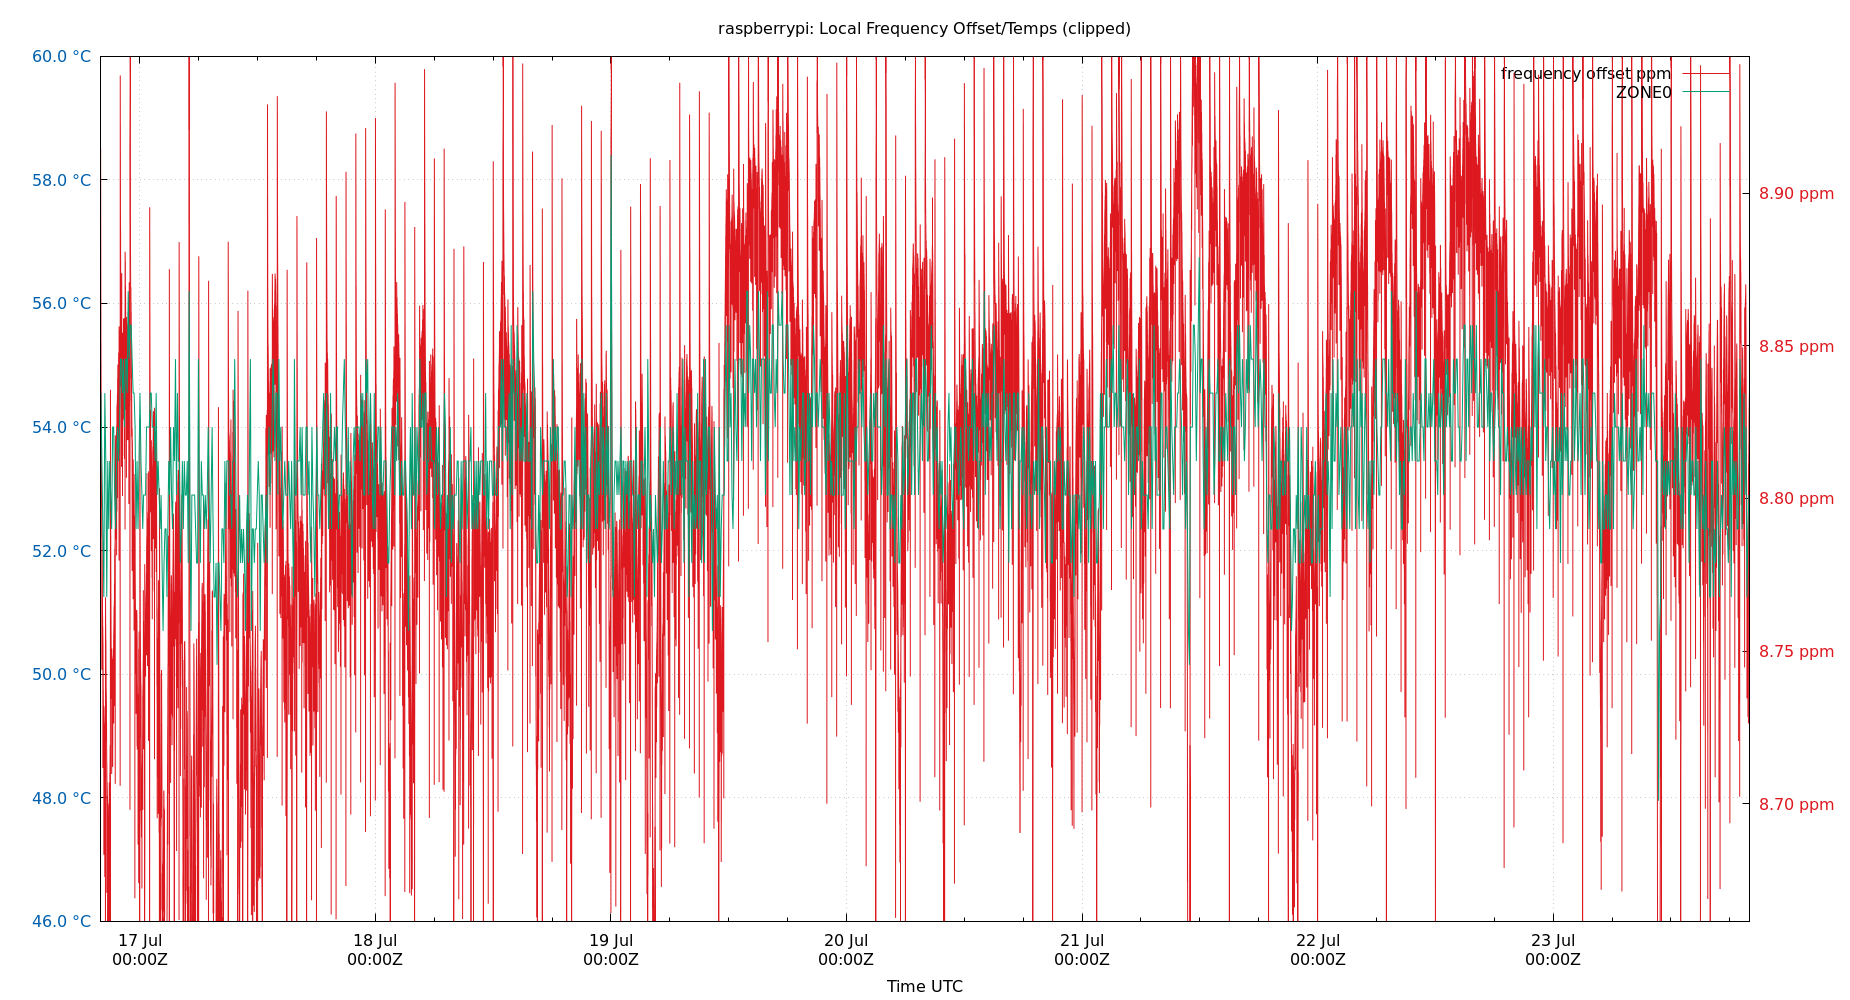 raspberrypi: Local Frequency Offset/Temps (clipped)
60.0 °C
58.0 °C
56.0 °C
54.0 °C
52.0 °C
50.0 °C
48.0 °C
46.0 °C
frequency offset ppm
ZONE0
8.90 ppm
8.85 ppm
8.80 ppm
8.75 ppm
8.70 ppm
17 Jul
00:00Z
18 Jul
00:00Z
19 Jul
00:00Z
20 Jul
00:00Z
21 Jul
00:00Z
22 Jul
00:00Z
23 Jul
00:00Z
Time UTC